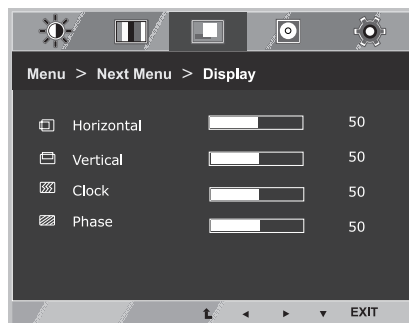 Menu > Next Menu > Display
Horizontal 50
Vertical 50
Clock 50
Phase 50
EXIT